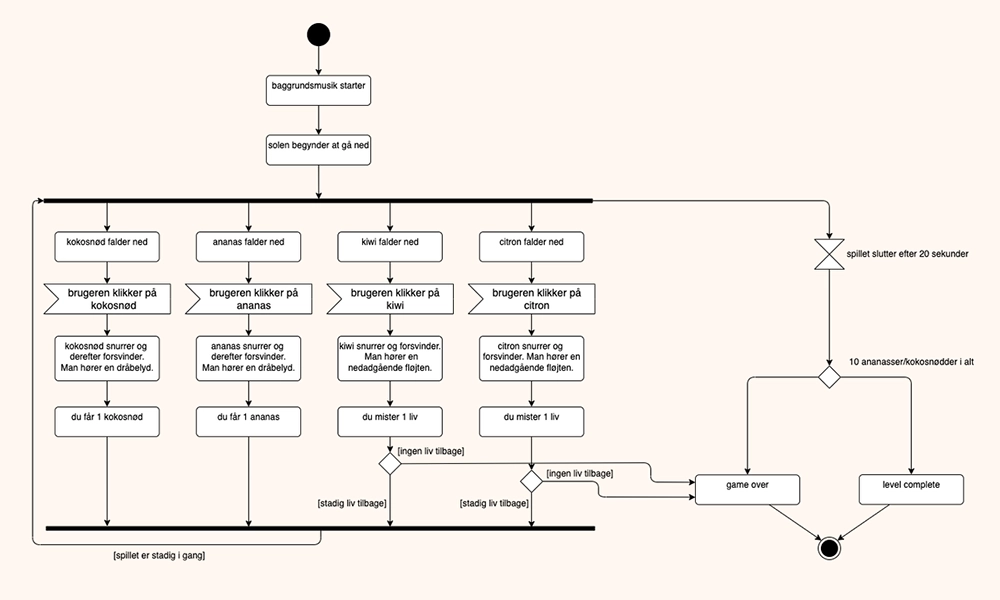 baggrundsmusik starter
solen begynder at gå ned
kokosnød falder ned
ananas falder ned
kiwi falder ned
citron falder ned
spillet slutter efter 20 sekunder
brugeren klikker på
kokosnød
brugeren klikker på
ananas
brugeren klikker på
kiwi
brugeren klikker på
citron
kokosnød snurrer og
derefter forsvinder.
Man hører en dråbelyd.
ananas snurrer og
derefter forsvinder.
Man hører en dråbelyd.
kiwi snurrer og forsvinder.
Man hører en
nedadgående fløjten.
citron snurrer og
forsvinder. Man hører en
nedadgående fløjten.
10 ananasser/kokosnødder i alt
du får 1 kokosnød
du får 1 ananas
du mister 1 liv
du mister 1 liv
[ingen liv tilbage]
[ingen liv tilbage]
game over
level complete
[stadig liv tilbage]
[stadig liv tilbage]
[spillet er stadig i gang]